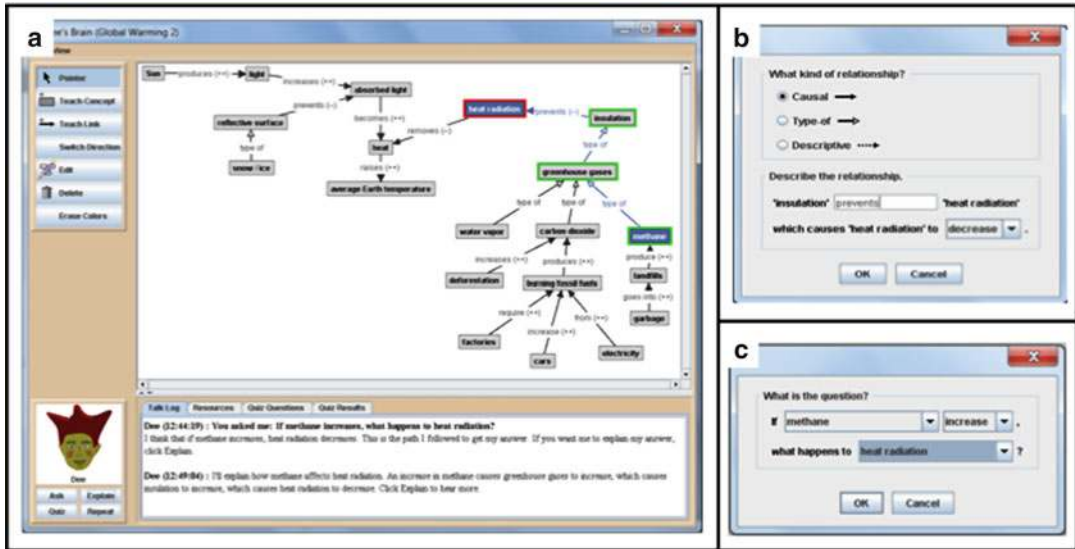 a
's Brain (Global Warming 2)
Pointer
Teach Concept
Teach Link
Switch Direction
Edit
Delete
Erase Colors
Sun
produces (++)
light
increases (++)
absorbed light
prevents (--)
reflective surface
becomes (++)
type of
snow / ice
heat
removes (--)
heat radiation
prevents (--)
insulation
raises (++)
average Earth temperature
type of
greenhouse gases
type of
type of
type of
water vapor
carbon dioxide
methane
increases (++)
produces (++)
produce (++)
deforestation
burning fossil fuels
landfills
goes into (++)
garbage
require (++)
increase (++)
from (++)
factories
cars
electricity
Talk Log
Resources
Quiz Questions
Quiz Results
Dee (12:44:19) : You asked me: If methane increases, what happens to heat radiation?
I think that if methane increases, heat radiation decreases. This is the path I followed to get my answer. If you want me to explain my answer,
click Explain.
Dee (12:49:04) : I'll explain how methane affects heat radiation. An increase in methane causes greenhouse gases to increase, which causes
insulation to increase, which causes heat radiation to decrease. Click Explain to hear more.
Dee
Ask
Explain
Quiz
Repeat
b
What kind of relationship?
Causal
Type-of
Descriptive
Describe the relationship.
'insulation' prevents 'heat radiation'
which causes 'heat radiation' to decrease .
OK
Cancel
c
What is the question?
If methane increase ,
what happens to heat radiation ?
OK
Cancel